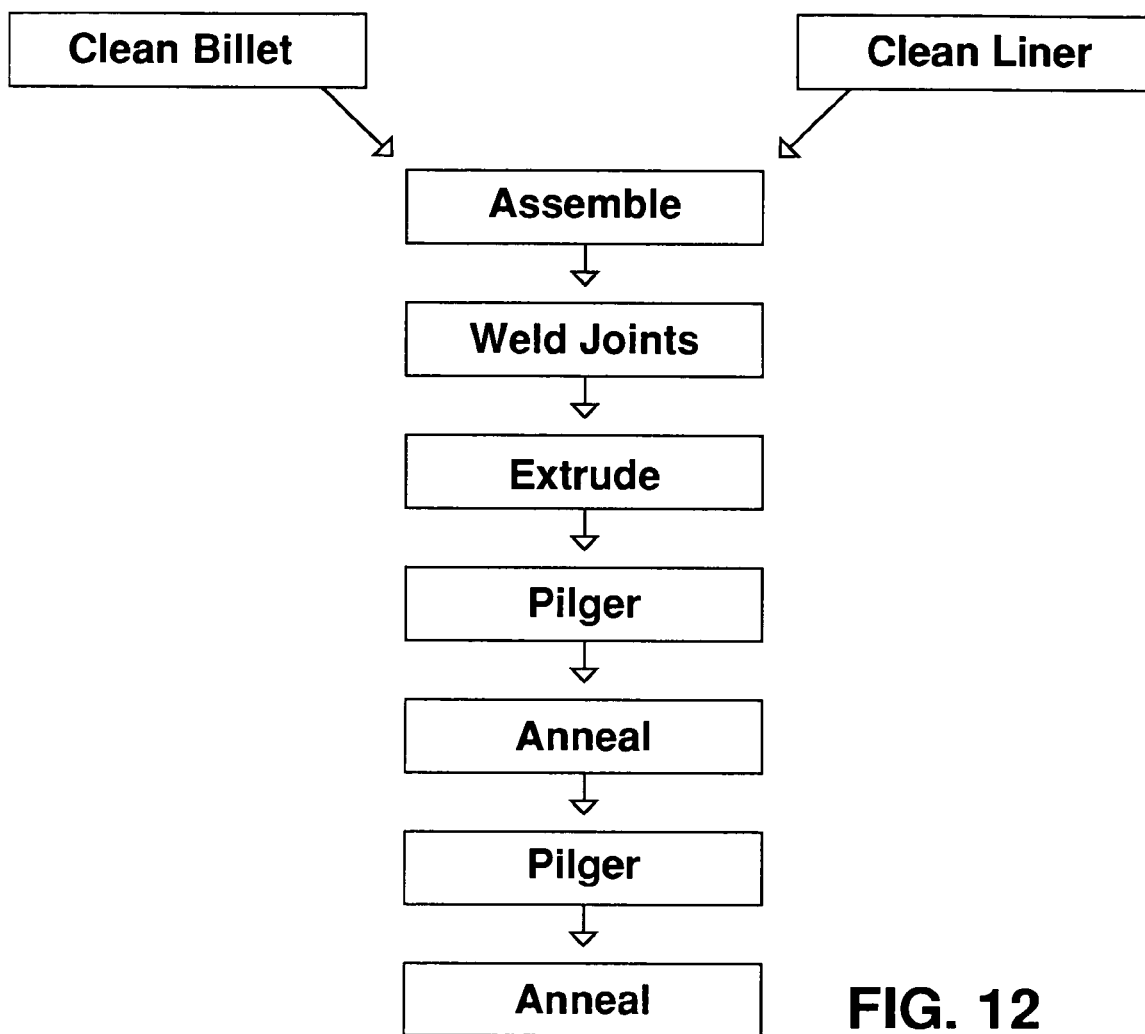 Clean Billet
Clean Liner
Assemble
Weld Joints
Extrude
Pilger
Anneal
Pilger
Anneal
FIG. 12